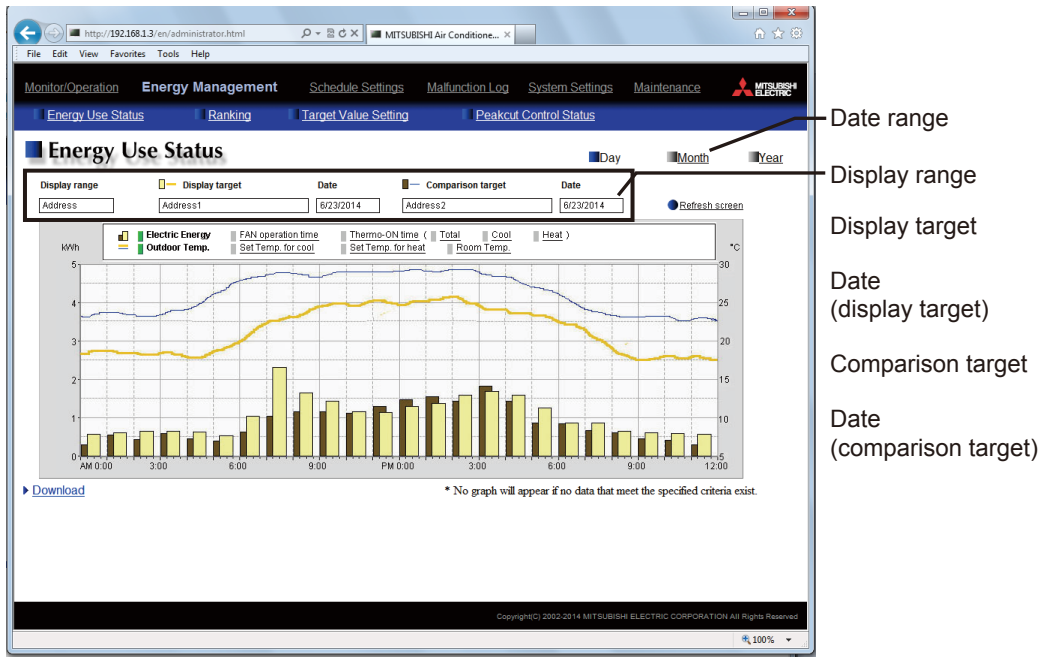 http://192.168.1.3/en/administrator.html MITSUBISHI Air Conditione... ×
File Edit View Favorites Tools Help
Monitor/Operation Energy Management Schedule Settings Malfunction Log System Settings Maintenance MITSUBISHI ELECTRIC
Energy Use Status Ranking Target Value Setting Peakcut Control Status
Date range
Energy Use Status Day Month Year
Display range Display target Date Comparison target Date
Display range
Address Address1 6/23/2014 Address2 6/23/2014 Refresh screen
Display target
Electric Energy FAN operation time Thermo-ON time ( Total Cool Heat )
kWh Outdoor Temp. Set Temp. for cool Set Temp. for heat Room Temp. °C
5 30
Date
(display target)
4 25
3 20
Comparison target
2 15
1 10
Date
(comparison target)
0 5
AM 0:00 3:00 6:00 9:00 PM 0:00 3:00 6:00 9:00 12:00
Download * No graph will appear if no data that meet the specified criteria exist.
Copyright(C) 2002-2014 MITSUBISHI ELECTRIC CORPORATION All Rights Reserved
100%